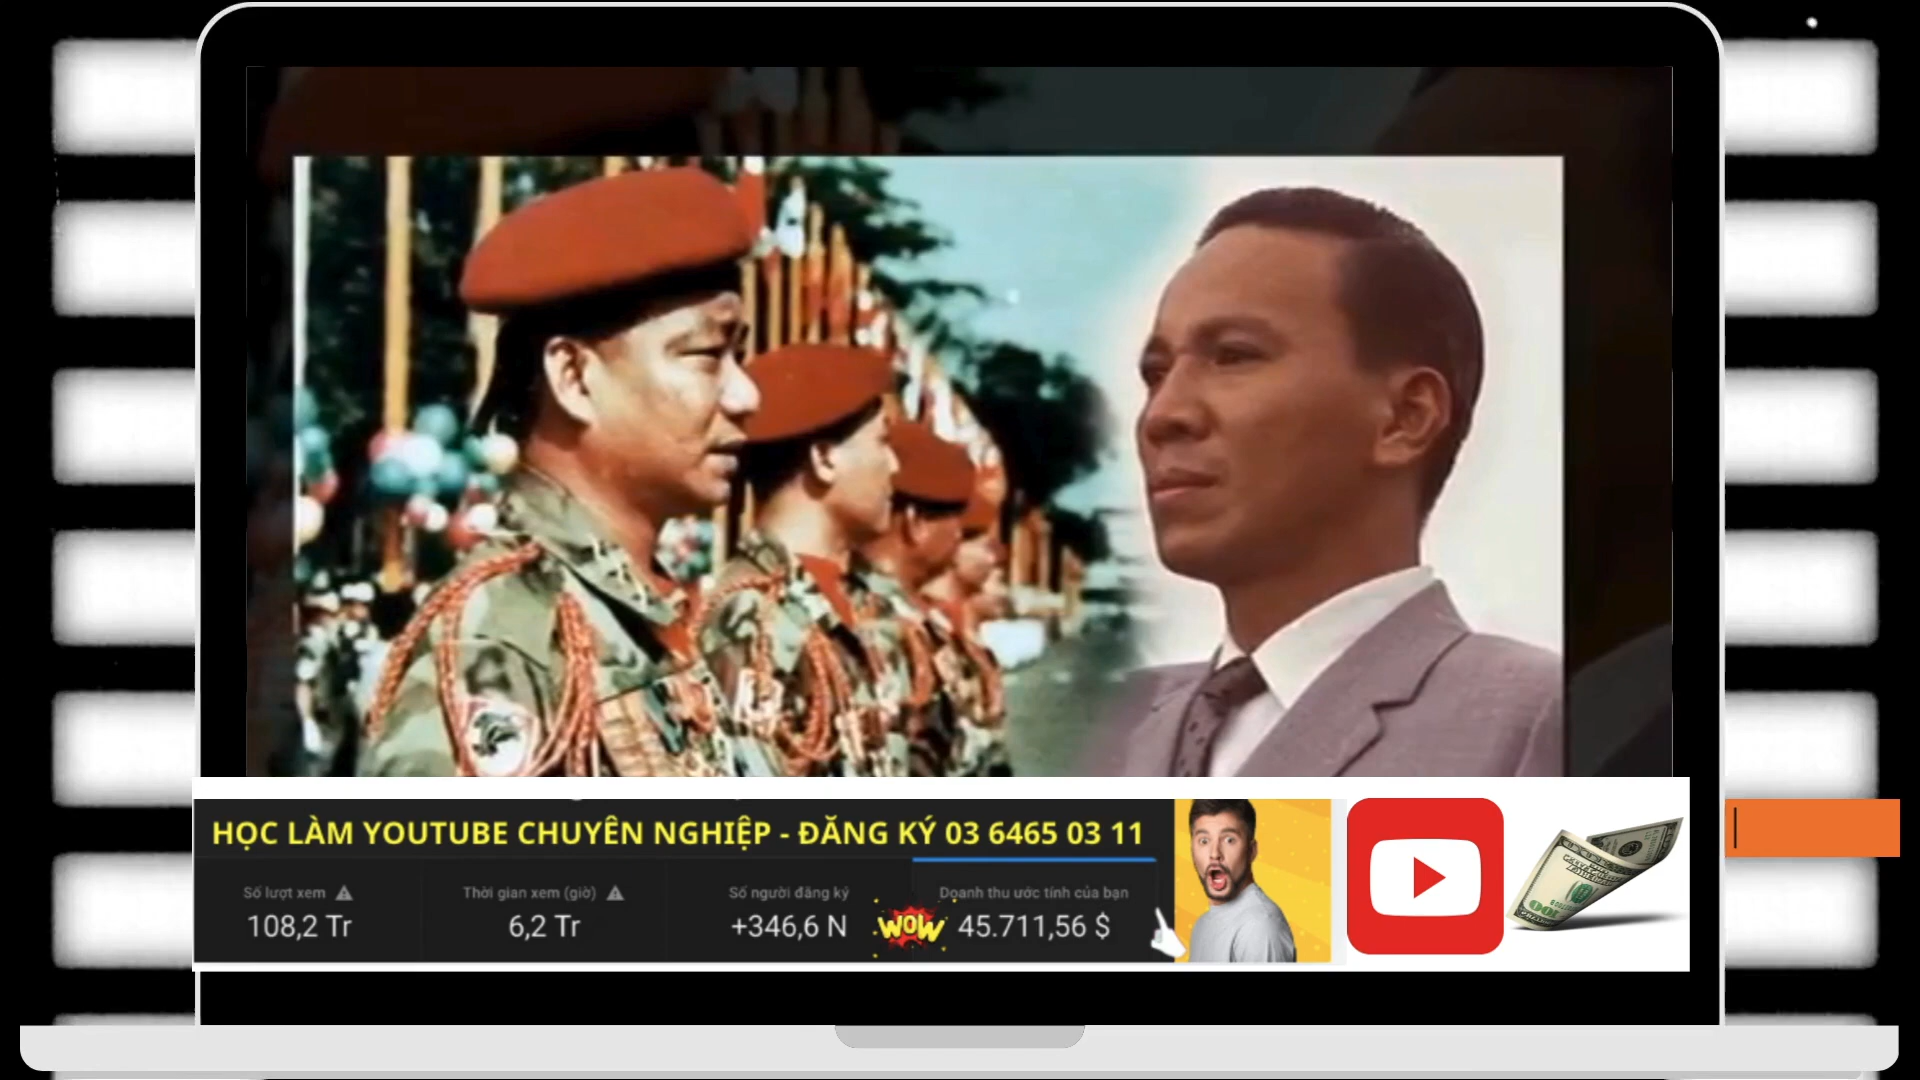 HỌC LÀM YOUTUBE CHUYÊN NGHIỆP - ĐĂNG KÝ 03 6465 03 11
Số lượt xem
Thời gian xem (giờ)
Số người đăng ký
Doanh thu ước tính của bạn
108,2 Tr
6,2 Tr
+346,6 N
WOW
45.711,56 $
100